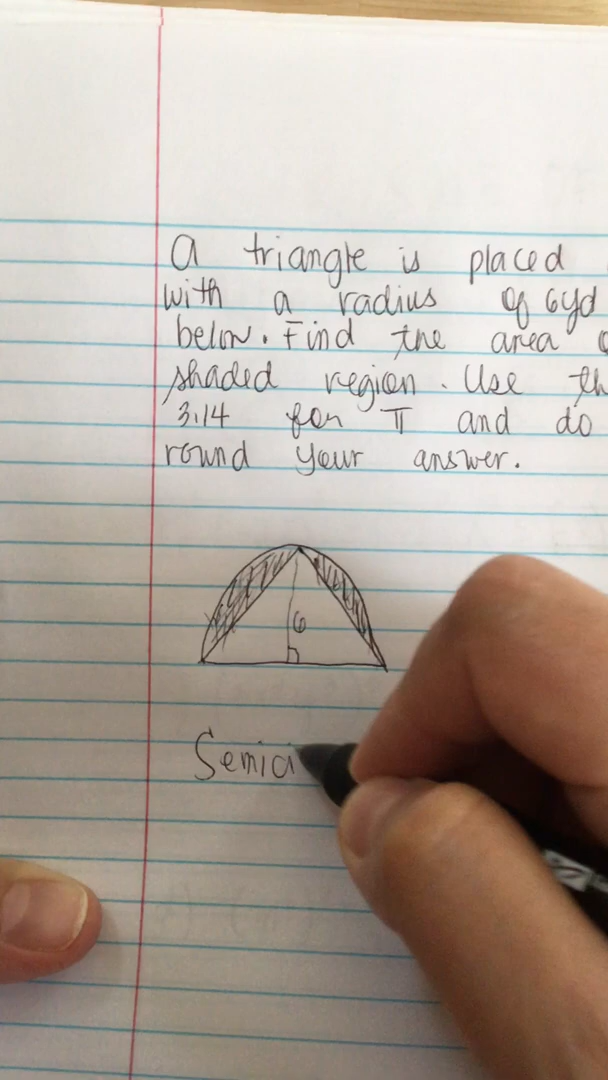 A triangle is placed
with a radius of 6yd
below. Find the area
shaded region. Use th
3.14 for π and do
round your answer.
6
Semici